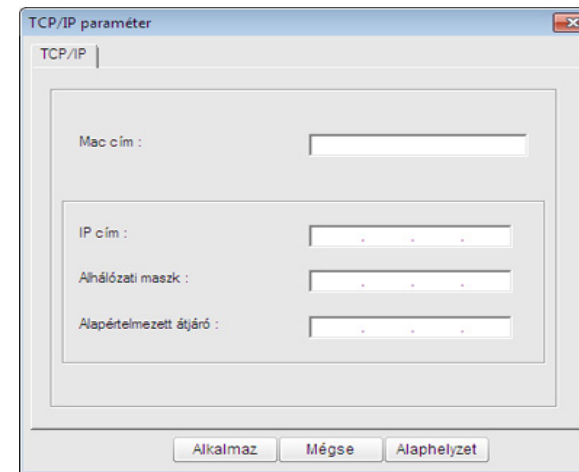 TCP/IP paraméter
TCP/IP
Mac cím :
IP cím :
. . .
Alhálózati maszk :
. . .
Alapértelmezett átjáró :
. . .
Alkalmaz Mégse Alaphelyzet